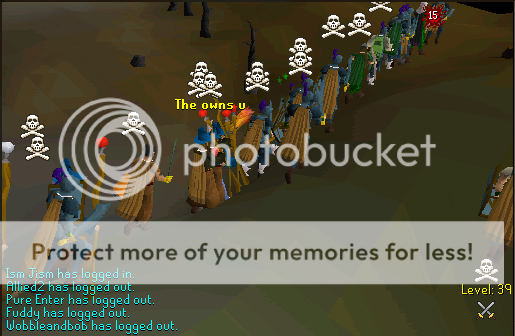 15
The owns u
photobucket
Protect more of your memories for less!
Ism Jism has logged in.
Allied2 has logged out.
Pure Enter has logged out.
Fuddy has logged out.
Wobbleandbob has logged out.
Level: 39